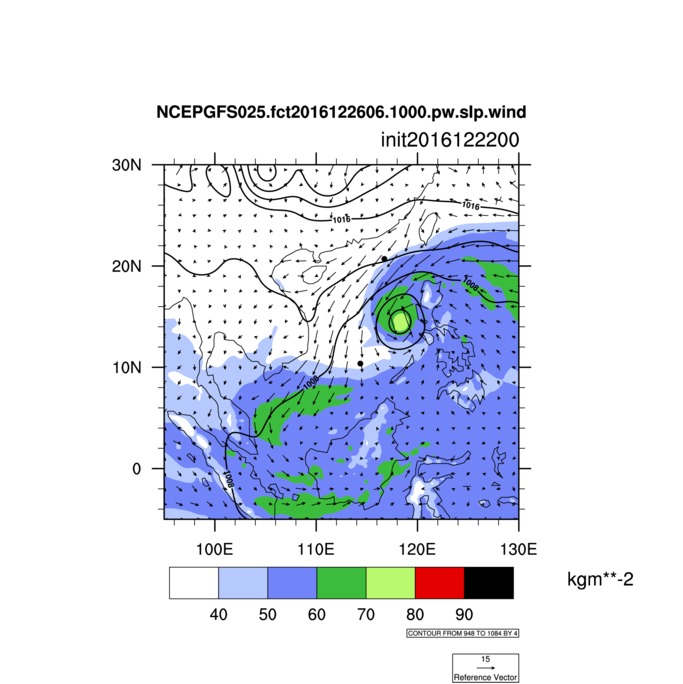 NCEPGFS025.fct2016122606.1000.pw.slp.wind
init2016122200
30N
1016
1016
20N
1008
10N
1008
0
1008
100E 110E 120E 130E
kgm**-2
40 50 60 70 80 90
CONTOUR FROM 948 TO 1084 BY 4
15
Reference Vector